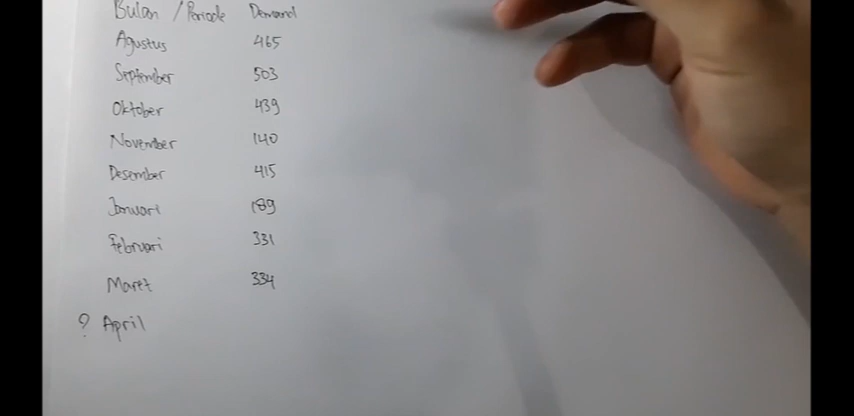 Bulan / Periode Demand
Agustus 465
September 503
Oktober 439
November 140
Desember 415
Januari 189
Februari 331
Maret 334
? April